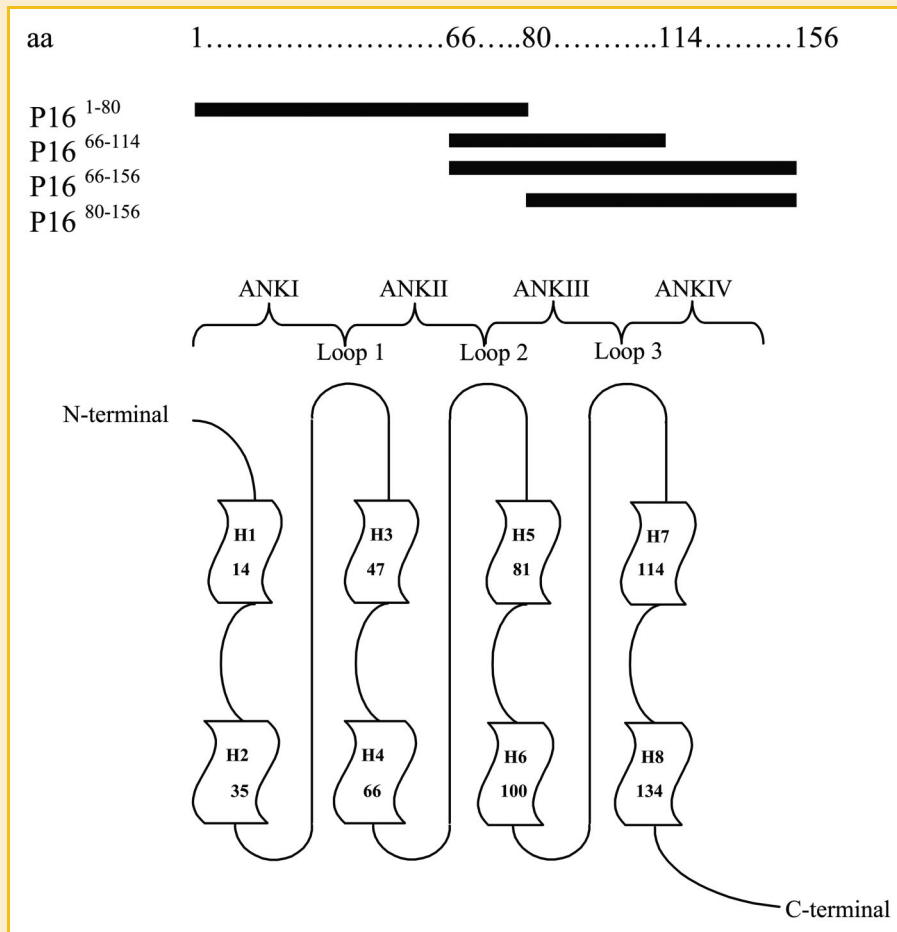 aa 1........................66.....80...........114.........156
P16 1-80
P16 66-114
P16 66-156
P16 80-156
ANKI ANKII ANKIII ANKIV
Loop 1 Loop 2 Loop 3
N-terminal
H1 H3 H5 H7
14 47 81 114
H2 H4 H6 H8
35 66 100 134
C-terminal